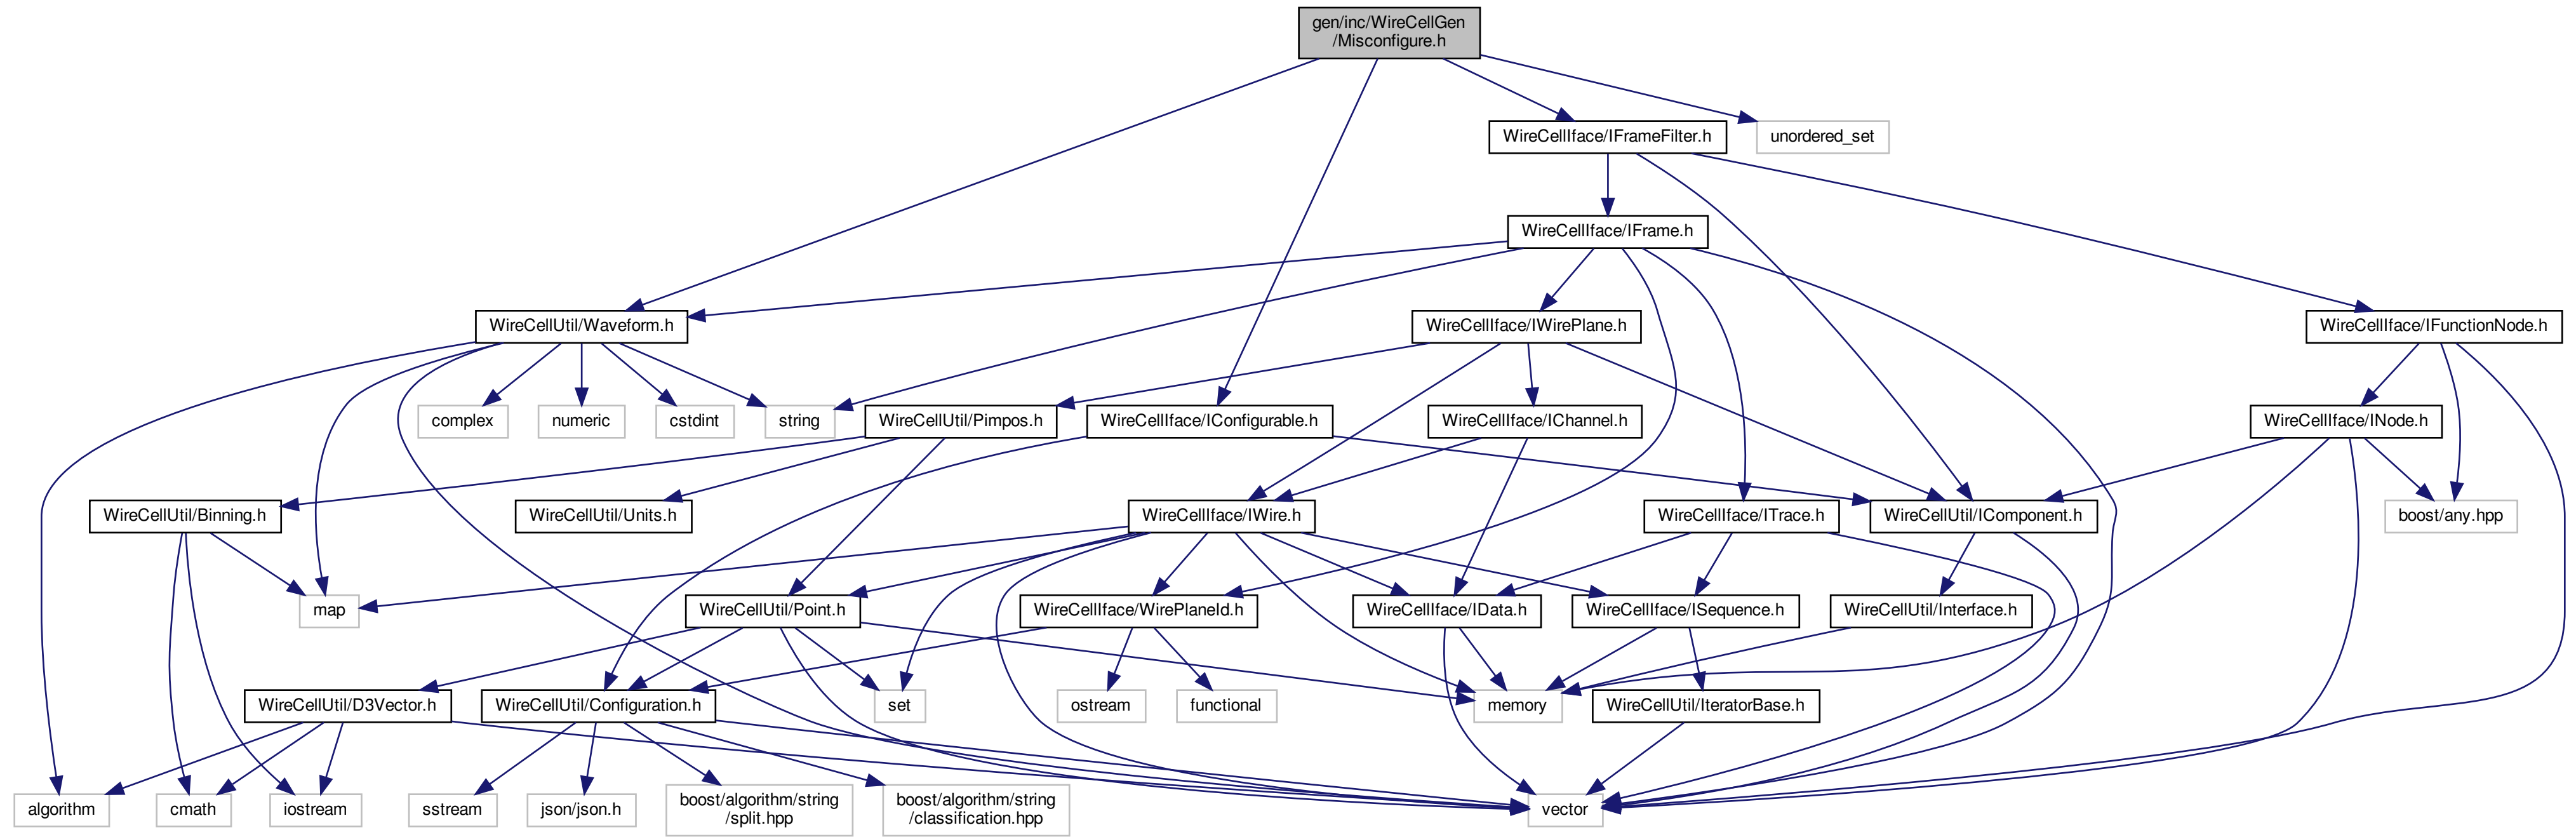 gen/inc/WireCellGen
/Misconfigure.h
WireCellIface/IFrameFilter.h
unordered_set
WireCellIface/IFrame.h
WireCellUtil/Waveform.h
WireCellIface/IWirePlane.h
WireCellIface/IFunctionNode.h
complex
numeric
cstdint
string
WireCellUtil/Pimpos.h
WireCellIface/IConfigurable.h
WireCellIface/IChannel.h
WireCellIface/INode.h
WireCellUtil/Binning.h
WireCellUtil/Units.h
WireCellIface/IWire.h
WireCellIface/ITrace.h
WireCellUtil/IComponent.h
boost/any.hpp
map
WireCellUtil/Point.h
WireCellIface/WirePlaneId.h
WireCellIface/IData.h
WireCellIface/ISequence.h
WireCellUtil/Interface.h
WireCellUtil/D3Vector.h
WireCellUtil/Configuration.h
set
ostream
functional
memory
WireCellUtil/IteratorBase.h
algorithm
cmath
iostream
sstream
json/json.h
boost/algorithm/string
/split.hpp
boost/algorithm/string
/classification.hpp
vector